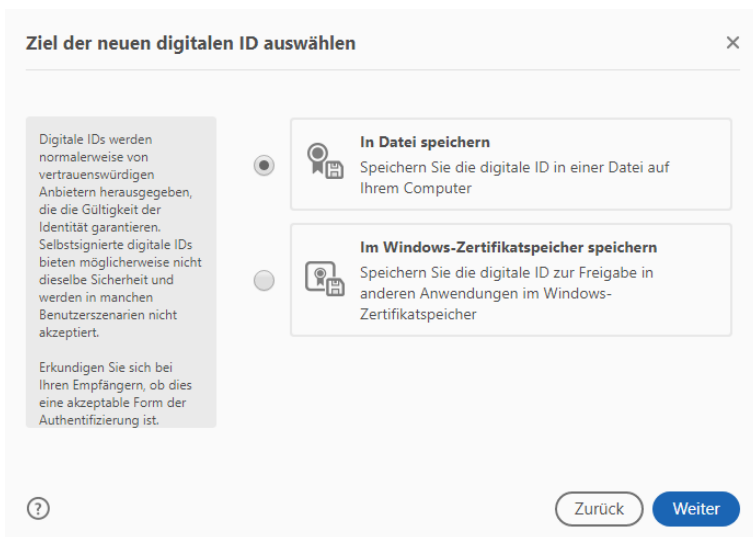 Ziel der neuen digitalen ID auswählen
Digitale IDs werden
normalerweise von
vertrauenswürdigen
Anbietern herausgegeben,
die die Gültigkeit der
Identität garantieren.
Selbstsignierte digitale IDs
bieten möglicherweise nicht
dieselbe Sicherheit und
werden in manchen
Benutzerszenarien nicht
akzeptiert.
Erkundigen Sie sich bei
Ihren Empfängern, ob dies
eine akzeptable Form der
Authentifizierung ist.
In Datei speichern
Speichern Sie die digitale ID in einer Datei auf
Ihrem Computer
Im Windows-Zertifikatspeicher speichern
Speichern Sie die digitale ID zur Freigabe in
anderen Anwendungen im Windows-
Zertifikatspeicher
?
Zurück
Weiter